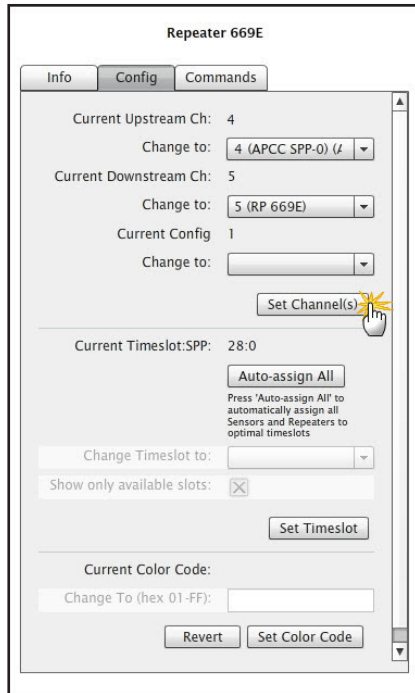 Repeater 669E
Info Config Commands
Current Upstream Ch: 4
Change to: 4 (APCC SPP-0) (A
Current Downstream Ch: 5
Change to: 5 (RP 669E)
Current Config 1
Change to:
Set Channel(s)
Current Timeslot:SPP: 28:0
Auto-assign All
Press 'Auto-assign All' to
automatically assign all
Sensors and Repeaters to
optimal timeslots
Change Timeslot to:
Show only available slots:
Set Timeslot
Current Color Code:
Change To (hex 01-FF):
Revert Set Color Code